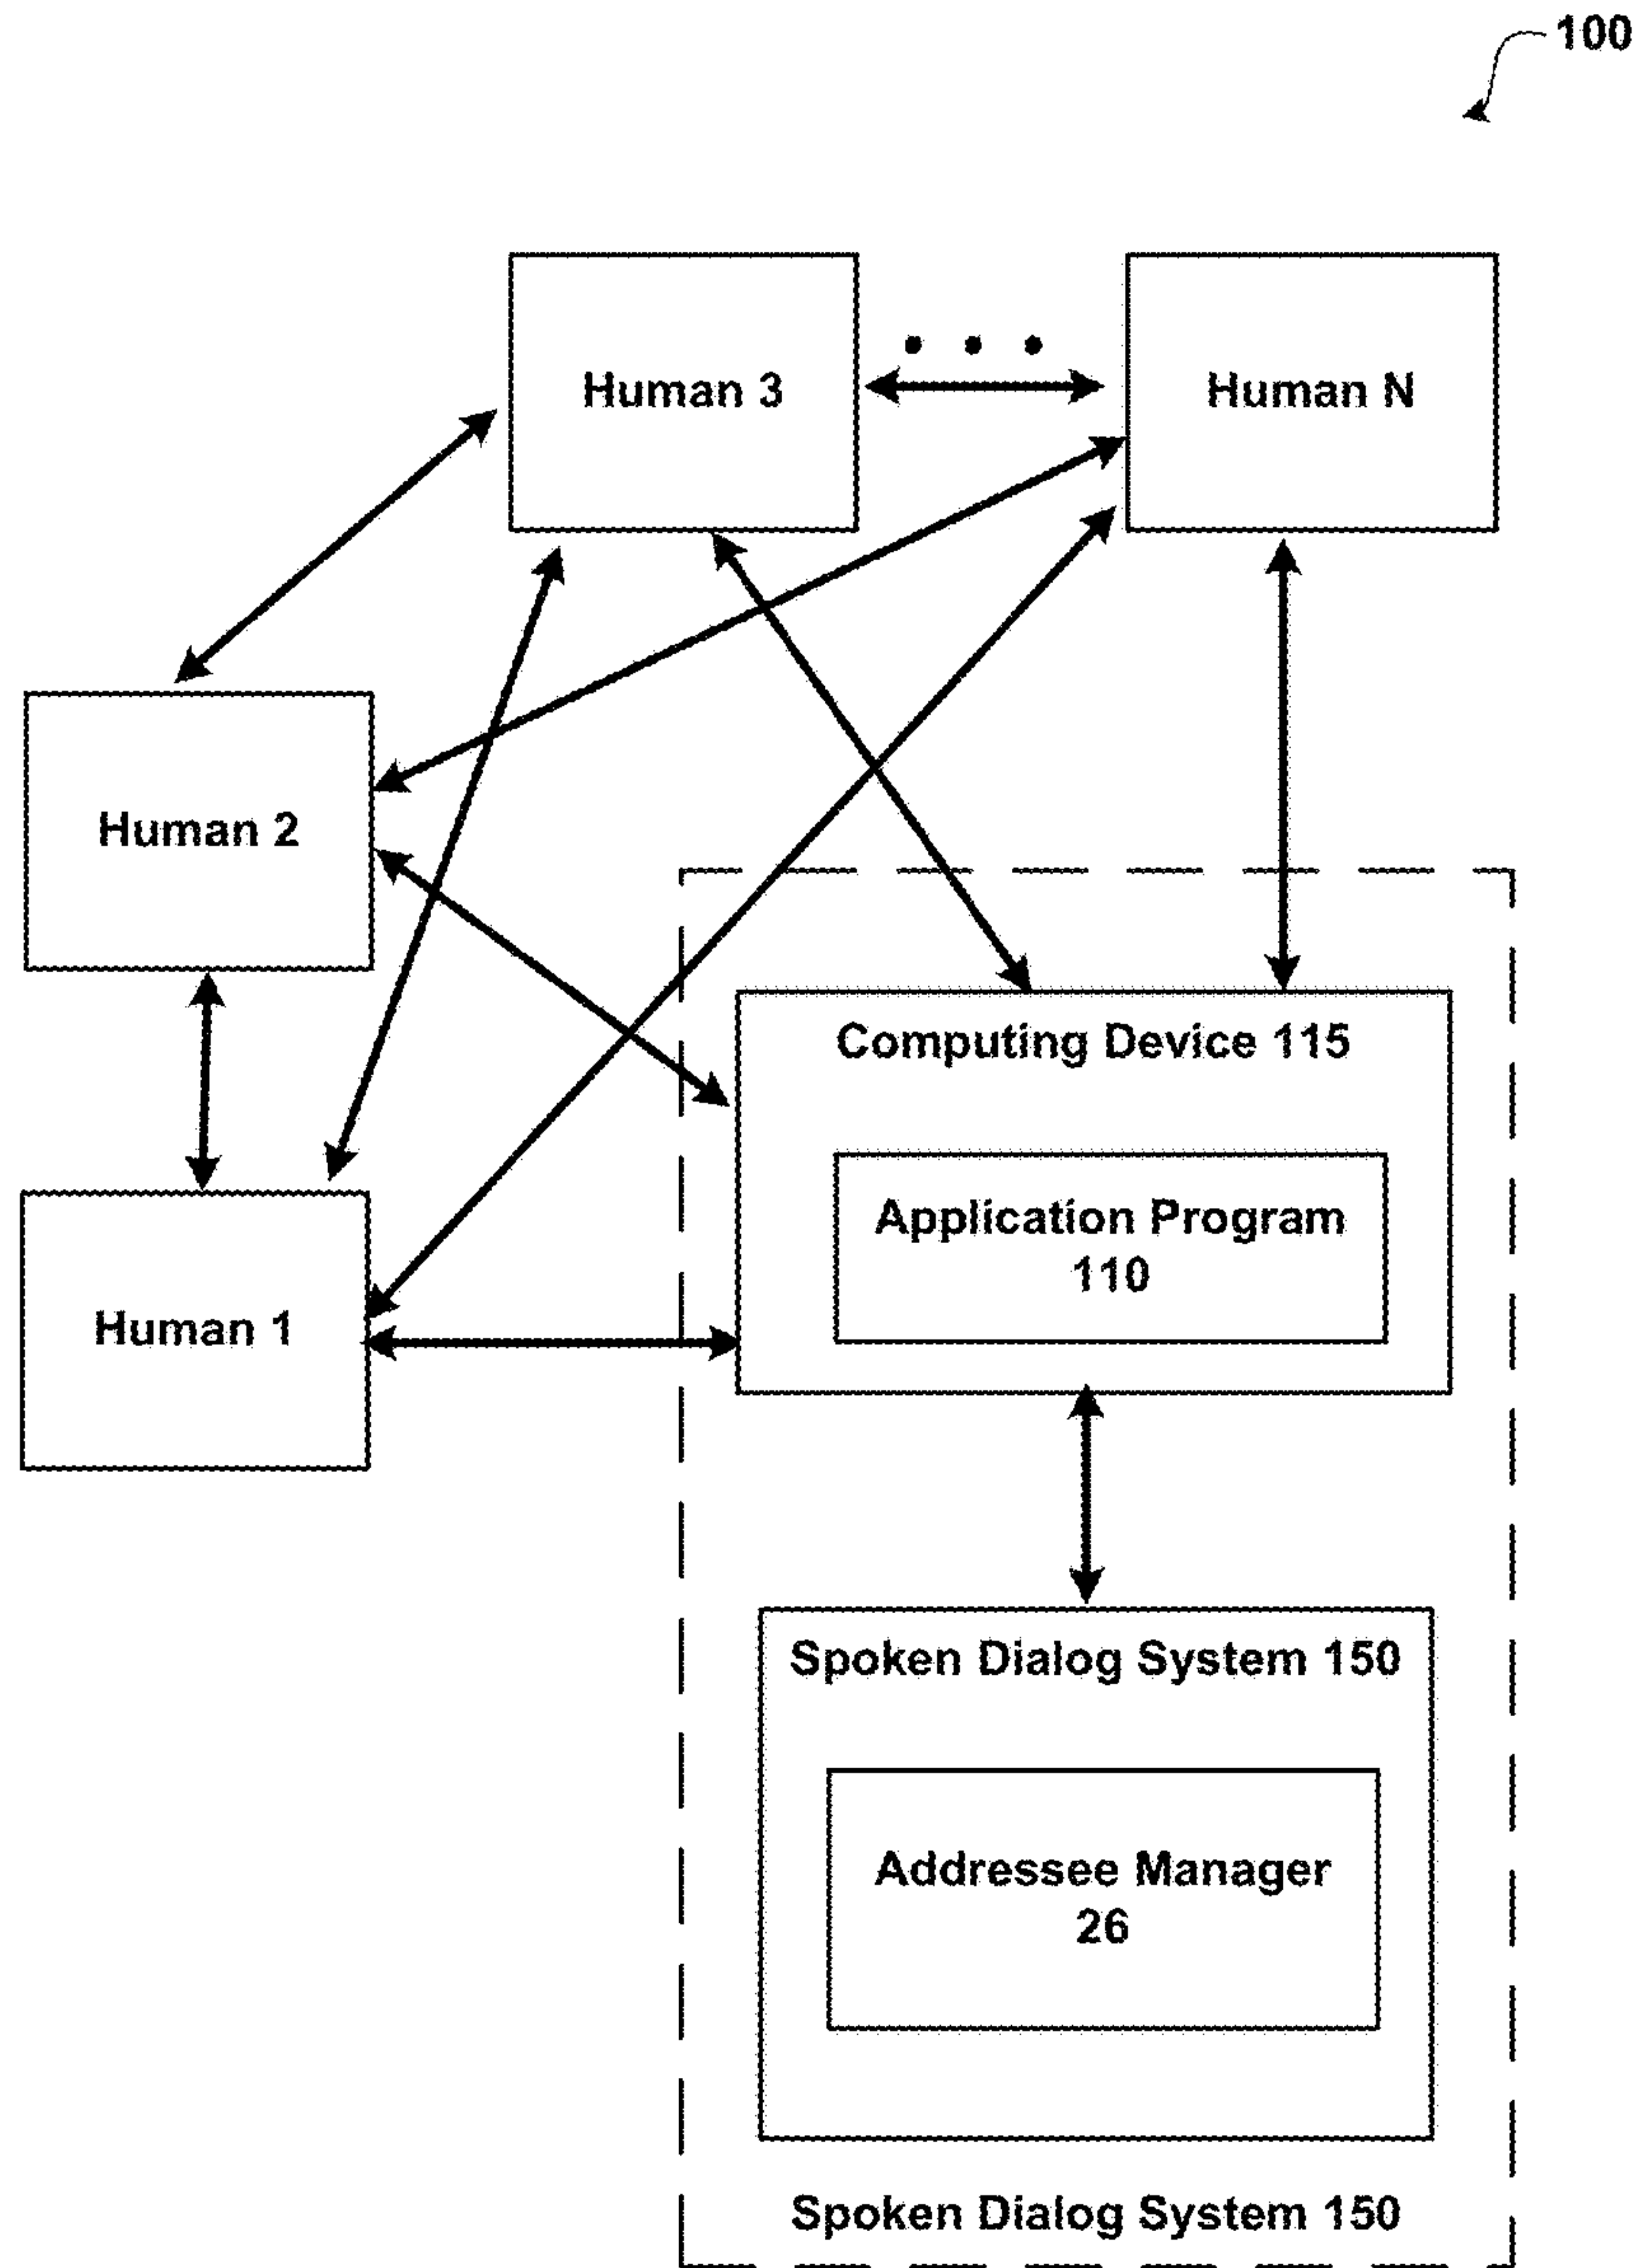 100
Human 3
Human N
Human 2
Computing Device 115
Application Program
110
Human 1
Spoken Dialog System 150
Addressee Manager
26
Spoken Dialog System 150